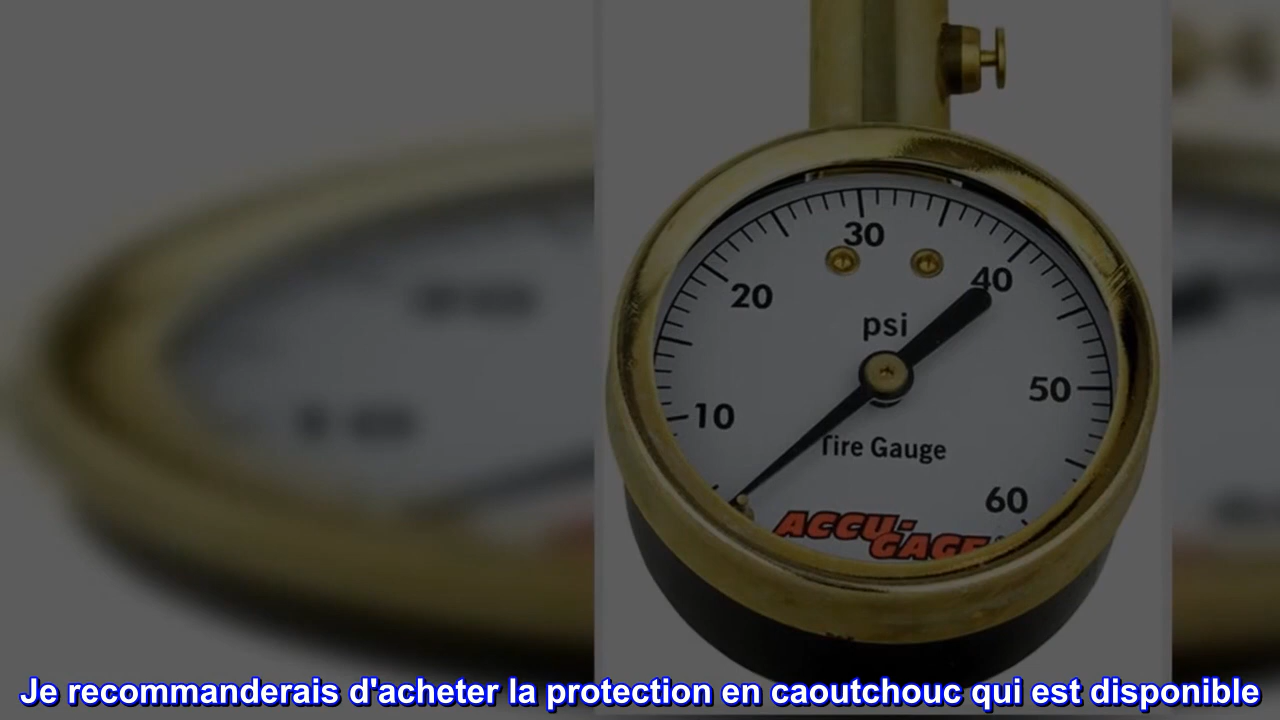 30
40
20
psi
50
10
Tire Gauge
60
ACCU-
GAGE
Je recommanderais d'acheter la protection en caoutchouc qui est disponible